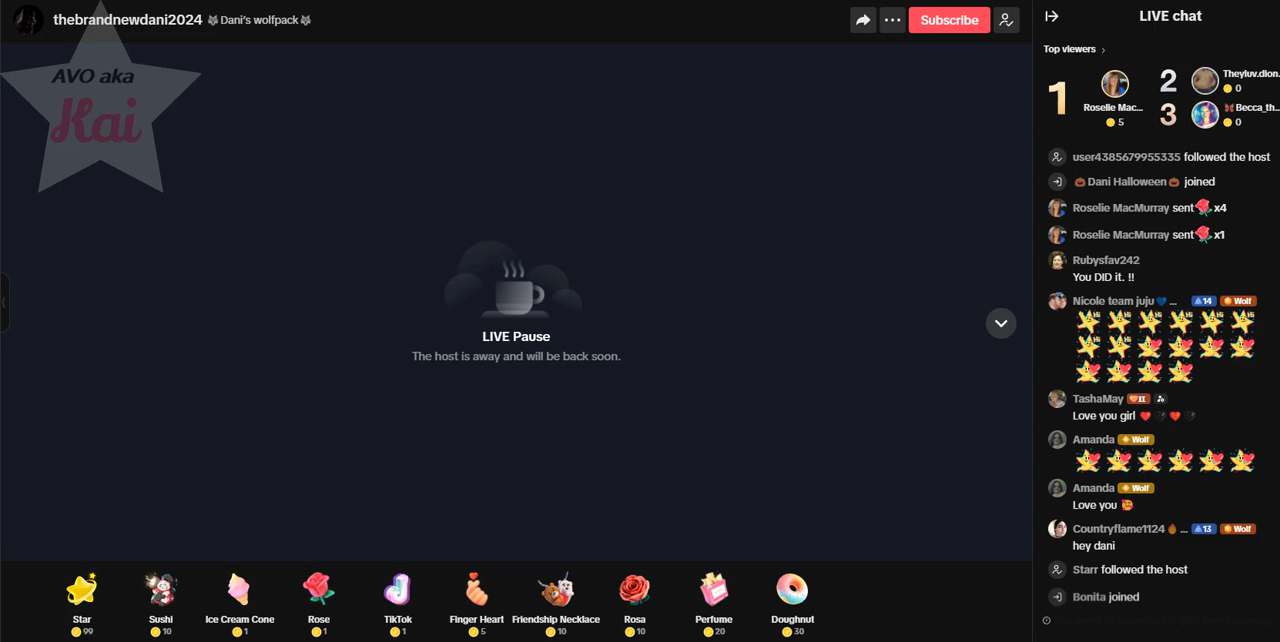 thebrandnewdani2024 🐺Dani's wolfpack🐺
Subscribe
AVO aka
Kai
LIVE Pause
The host is away and will be back soon.
Star
99
Sushi
10
Ice Cream Cone
1
Rose
1
TikTok
1
Finger Heart
5
Friendship Necklace
10
Rosa
10
Perfume
20
Doughnut
30
LIVE chat
Top viewers
1
Roselie Mac...
5
2
Theyluv.dion.
0
3
Becca_th...
0
user4385679955335 followed the host
🎃Dani Halloween🎃 joined
Roselie MacMurray sent🌹x4
Roselie MacMurray sent🌹x1
Rubysfav242
You DID it. !!
Nicole team juju💙... 14 Wolf
TashaMay II
Love you girl ❤️🖤❤️🖤
Amanda Wolf
Amanda Wolf
Love you 🥰
Countryflame1124🔥... 13 Wolf
hey dani
Starr followed the host
Bonita joined